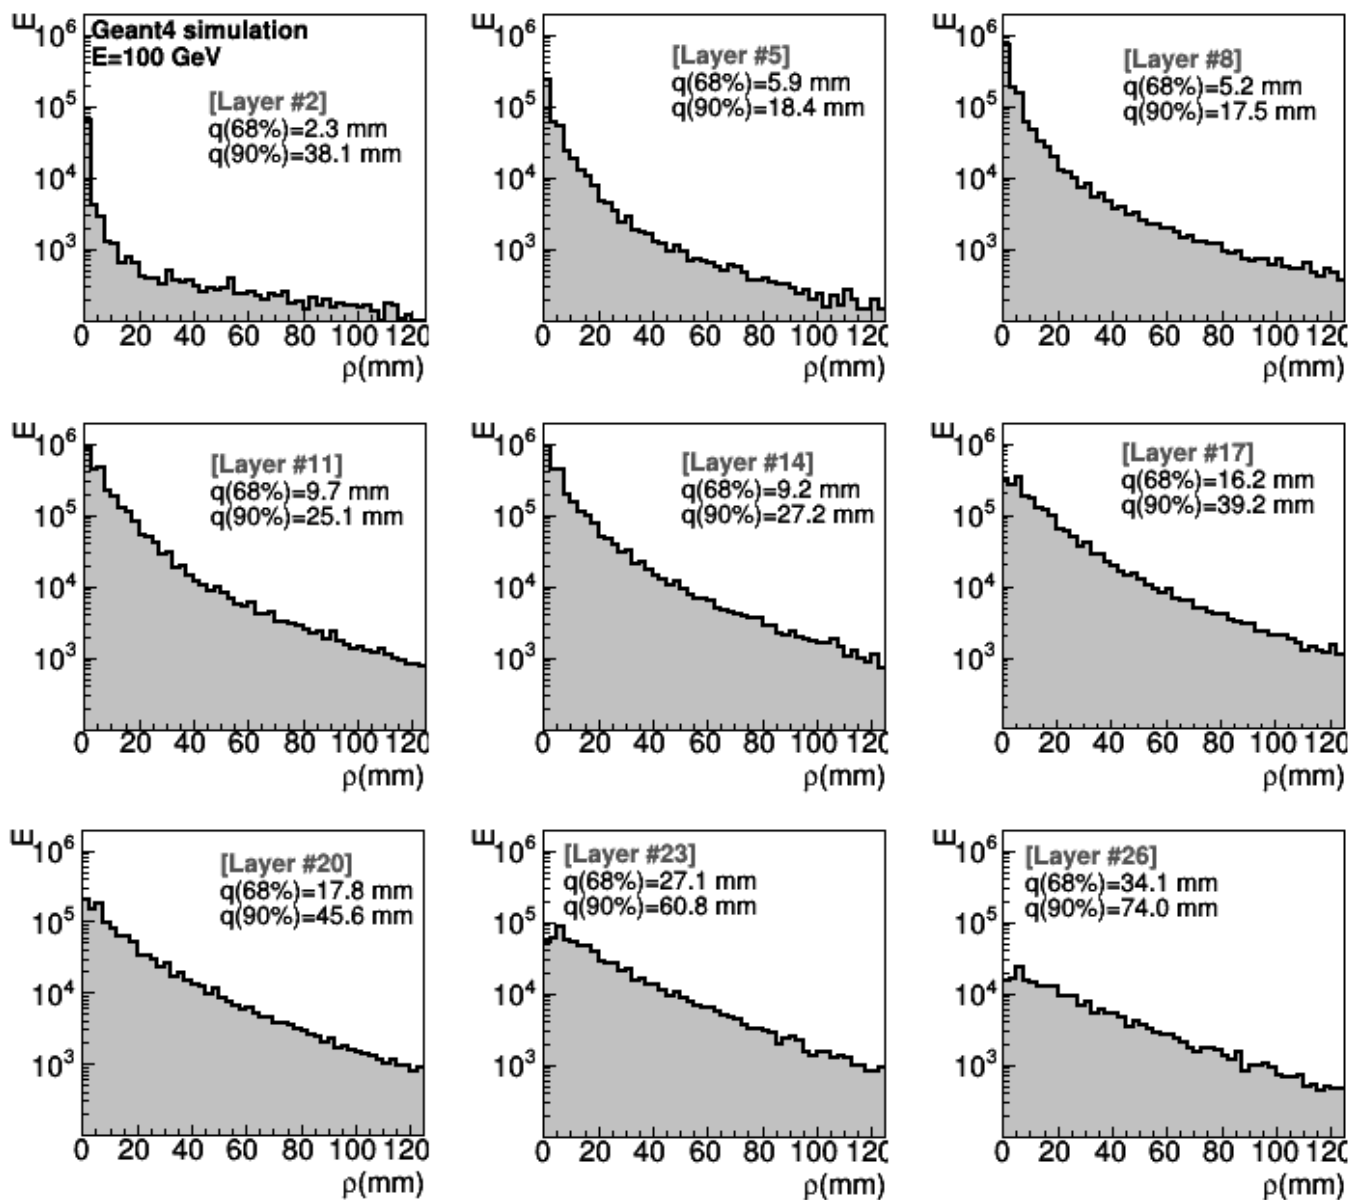 E
10^6
10^5
10^4
10^3
Geant4 simulation
E=100 GeV
[Layer #2]
q(68%)=2.3 mm
q(90%)=38.1 mm
0 20 40 60 80 100 120
ρ(mm)
E
10^6
10^5
10^4
10^3
[Layer #5]
q(68%)=5.9 mm
q(90%)=18.4 mm
0 20 40 60 80 100 120
ρ(mm)
E
10^6
10^5
10^4
10^3
[Layer #8]
q(68%)=5.2 mm
q(90%)=17.5 mm
0 20 40 60 80 100 120
ρ(mm)
E
10^6
10^5
10^4
10^3
[Layer #11]
q(68%)=9.7 mm
q(90%)=25.1 mm
0 20 40 60 80 100 120
ρ(mm)
E
10^6
10^5
10^4
10^3
[Layer #14]
q(68%)=9.2 mm
q(90%)=27.2 mm
0 20 40 60 80 100 120
ρ(mm)
E
10^6
10^5
10^4
10^3
[Layer #17]
q(68%)=16.2 mm
q(90%)=39.2 mm
0 20 40 60 80 100 120
ρ(mm)
E
10^6
10^5
10^4
10^3
[Layer #20]
q(68%)=17.8 mm
q(90%)=45.6 mm
0 20 40 60 80 100 120
ρ(mm)
E
10^6
10^5
10^4
10^3
[Layer #23]
q(68%)=27.1 mm
q(90%)=60.8 mm
0 20 40 60 80 100 120
ρ(mm)
E
10^6
10^5
10^4
10^3
[Layer #26]
q(68%)=34.1 mm
q(90%)=74.0 mm
0 20 40 60 80 100 120
ρ(mm)